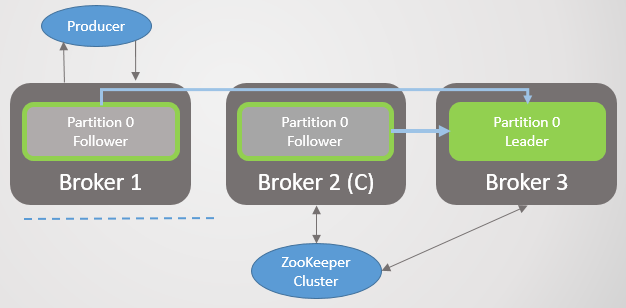 Producer
Partition 0
Follower
Broker 1
Partition 0
Follower
Broker 2 (C)
Partition 0
Leader
Broker 3
ZooKeeper
Cluster